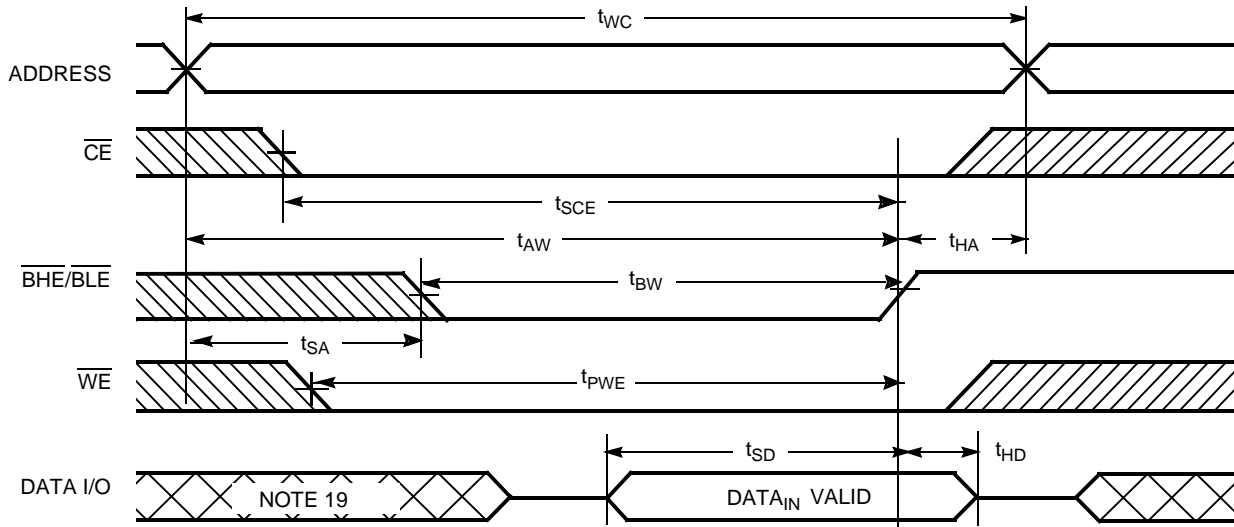 tWC
ADDRESS
CE
tSCE
tAW
tHA
BHE/BLE
tBW
tSA
WE
tPWE
tSD
tHD
DATA I/O
NOTE 19
DATAIN VALID